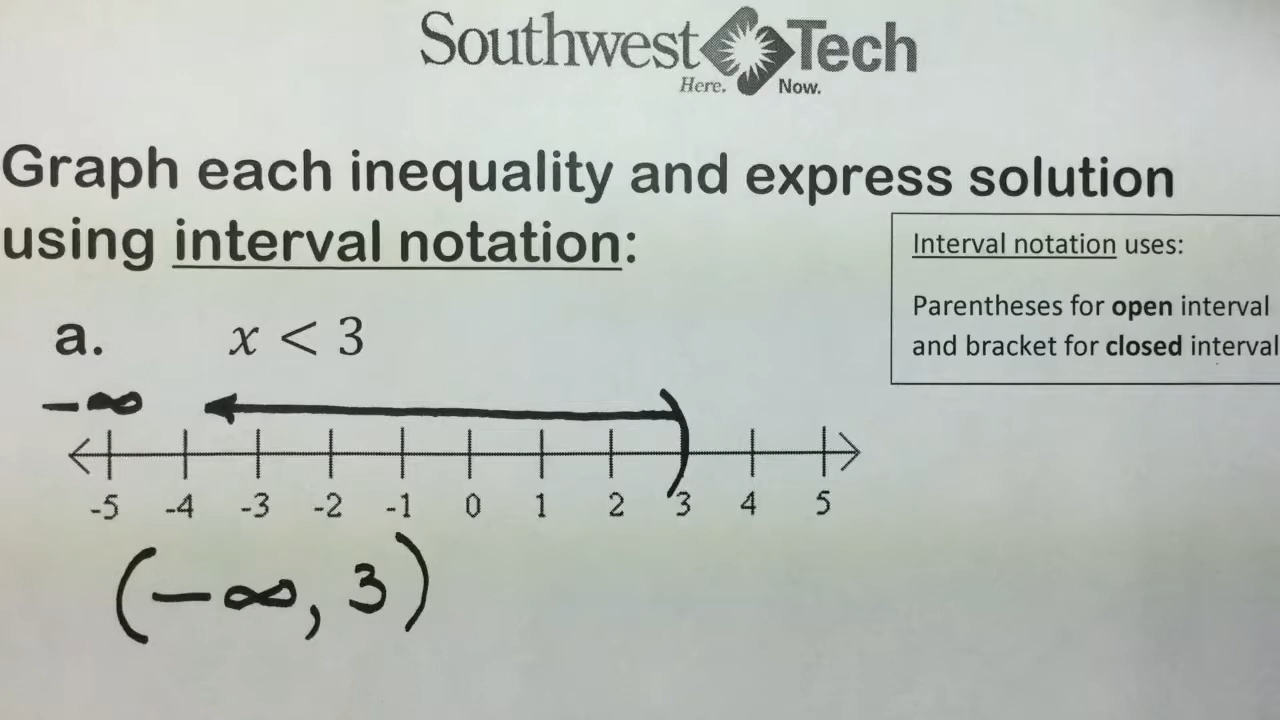 Southwest Tech
Here. Now.
Graph each inequality and express solution
using interval notation:
Interval notation uses:
Parentheses for open interval
and bracket for closed interval
a. x < 3
-∞
)
-5 -4 -3 -2 -1 0 1 2 3 4 5
(-∞, 3)